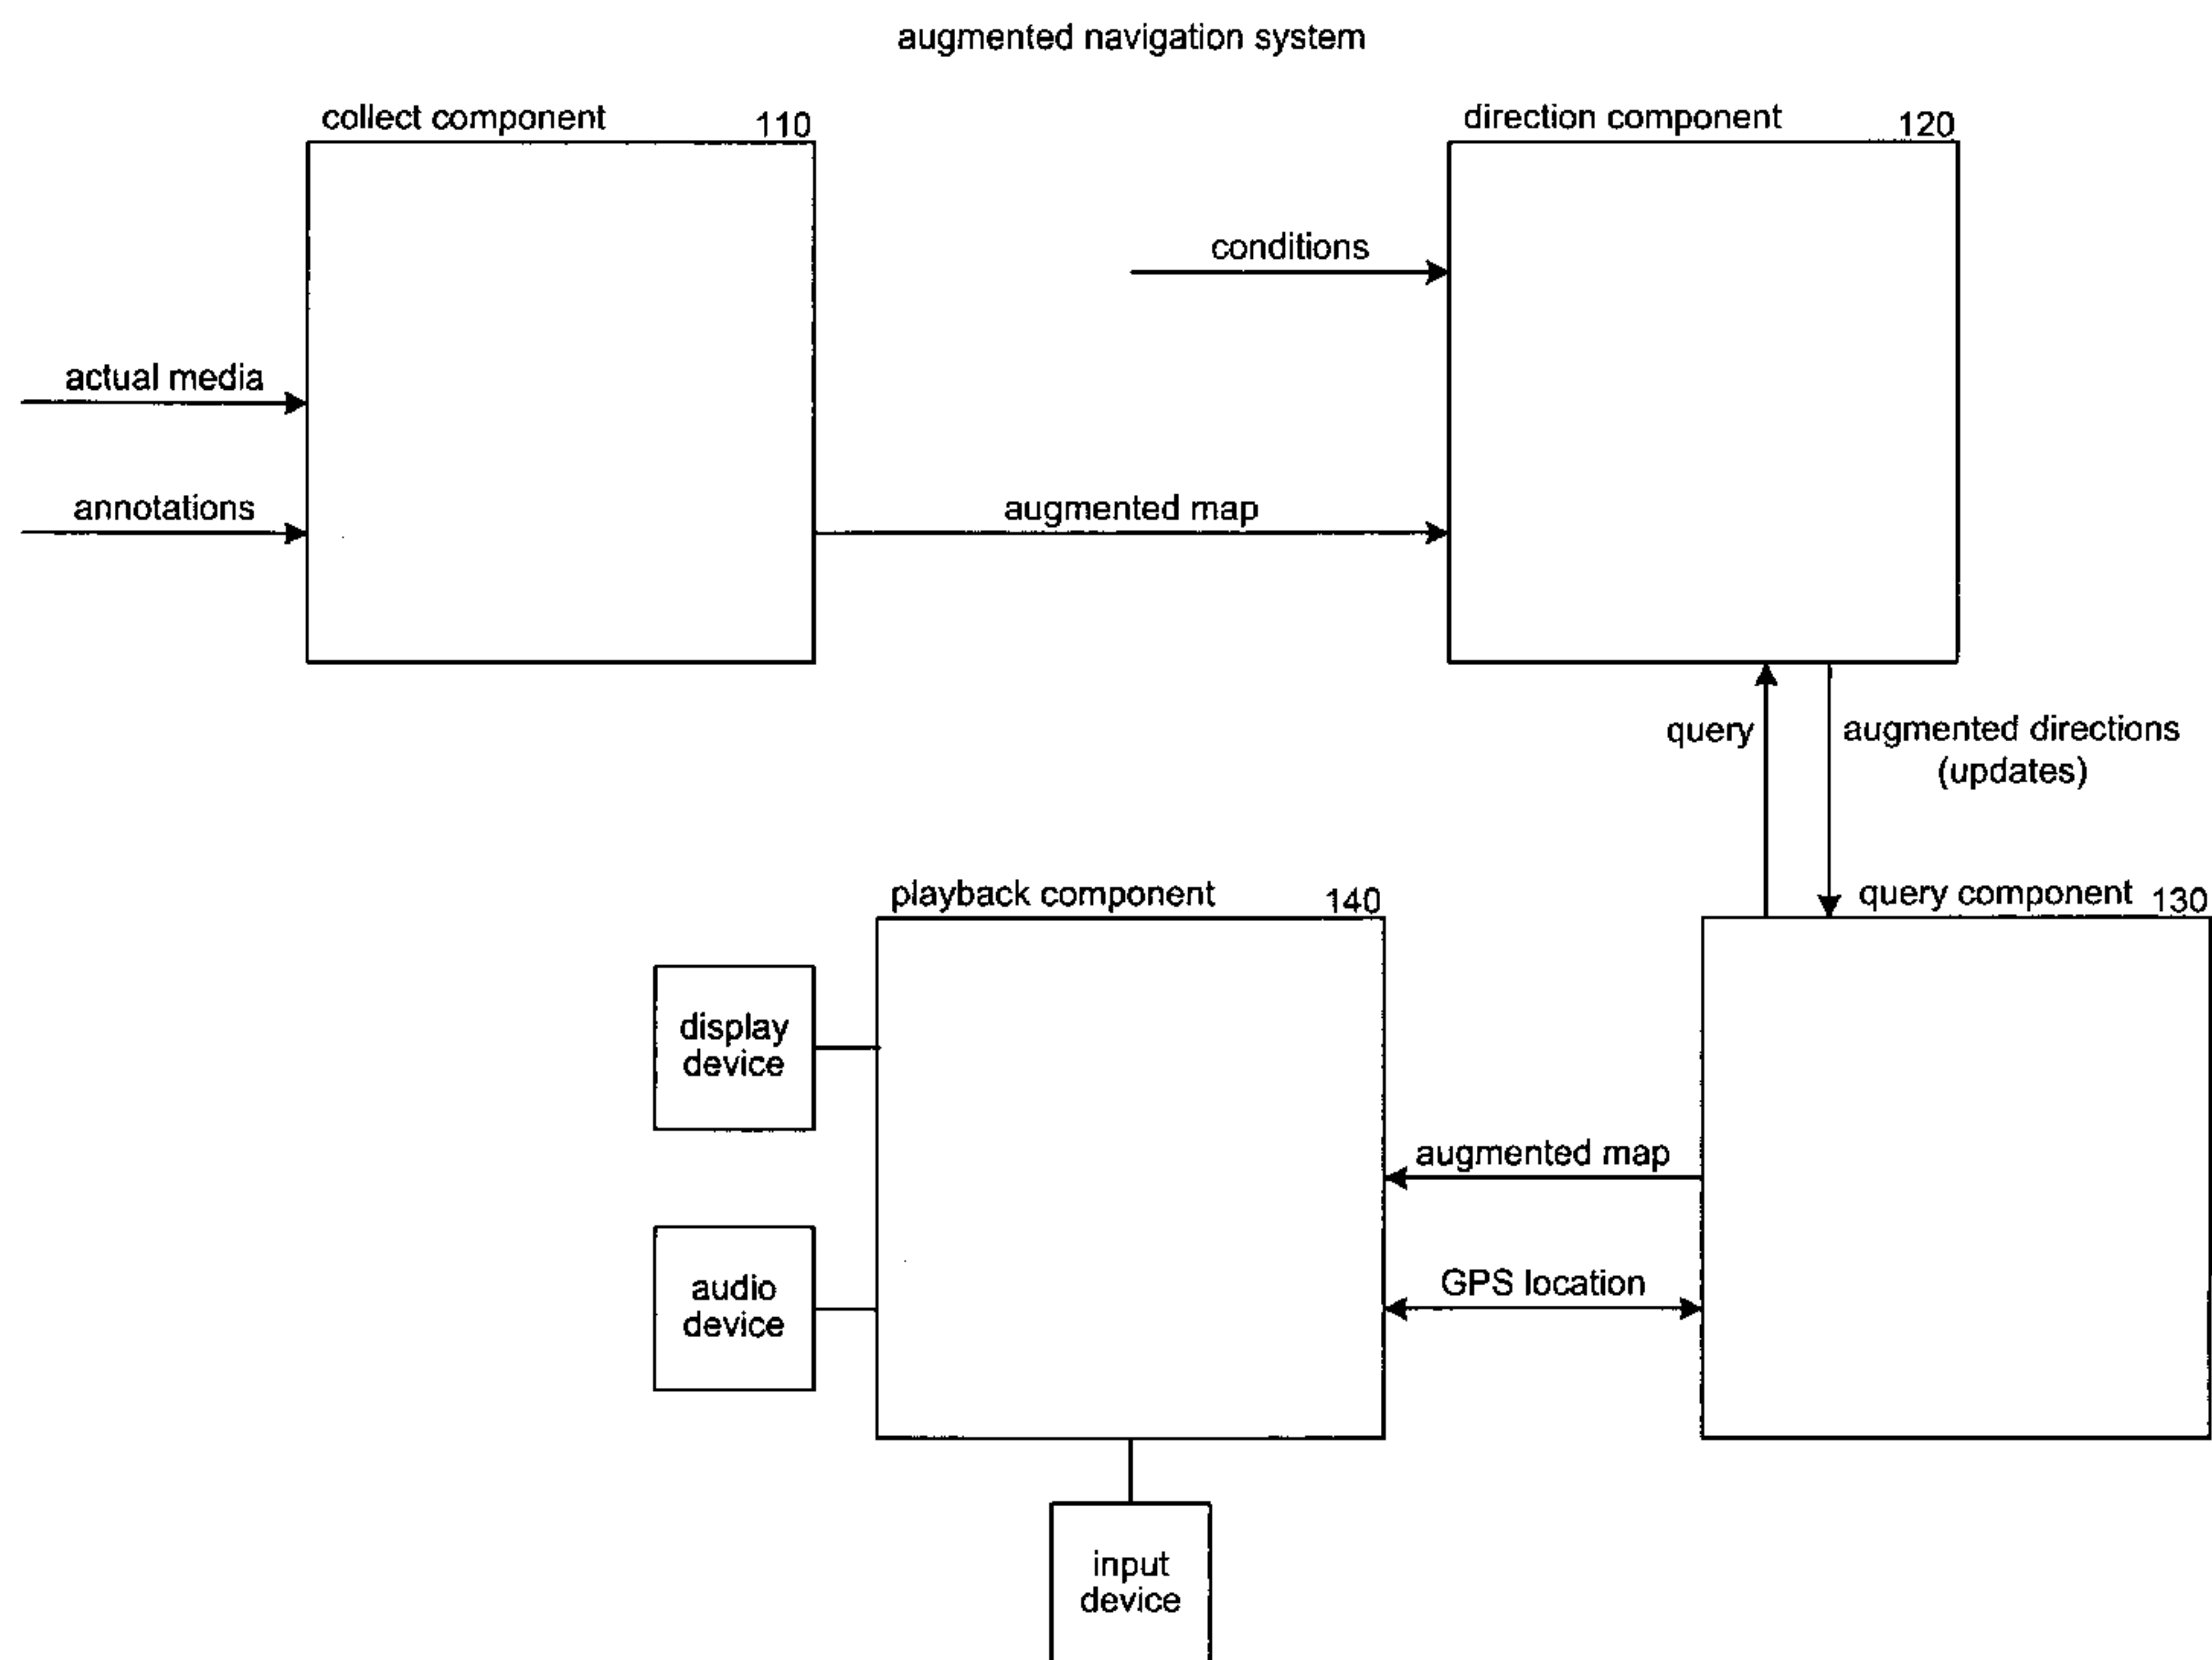 augmented navigation system
collect component 110
direction component 120
conditions
actual media
annotations
augmented map
query
augmented directions
(updates)
playback component 140
query component 130
display
device
augmented map
audio
device
GPS location
input
device